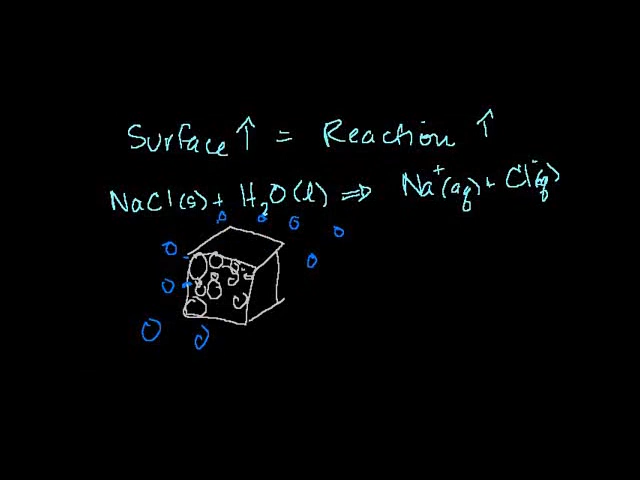 Surface ↑ = Reaction ↑
NaCl(s) + H₂O(l) ⇒ Na⁺(aq) + Cl⁻(aq)